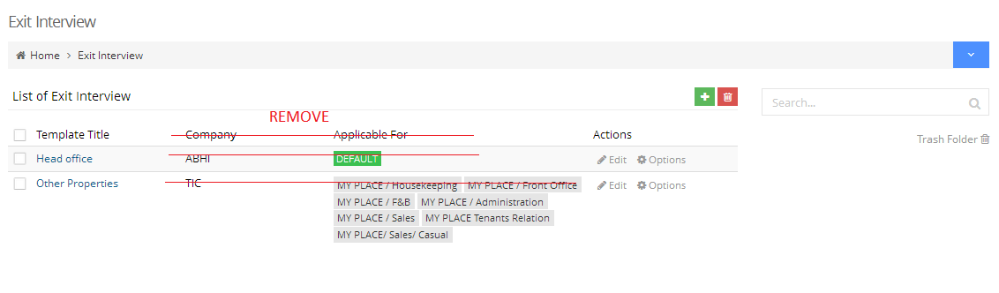 Exit Interview
Home > Exit Interview
List of Exit Interview
Search...
REMOVE
Template Title Company Applicable For Actions
Trash Folder
Head office ABHI DEFAULT Edit Options
Other Properties TIC MY PLACE / Housekeeping MY PLACE / Front Office Edit Options
MY PLACE / F&B MY PLACE / Administration
MY PLACE / Sales MY PLACE Tenants Relation
MY PLACE/ Sales/ Casual